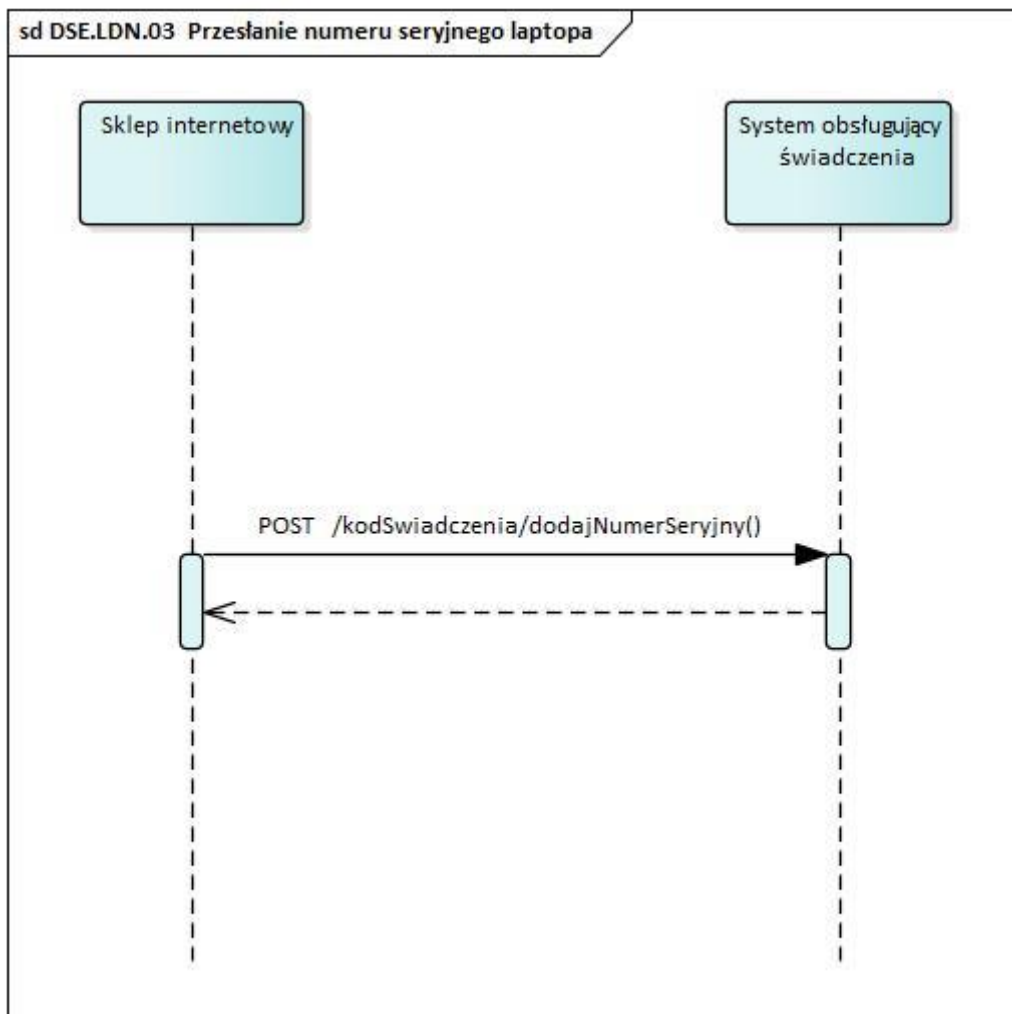 sd DSE.LDN.03 Przesłanie numeru seryjnego laptopa
Sklep internetowy
System obsługujący
świadczenia
POST /kodSwiadczenia/dodajNumerSeryjny()